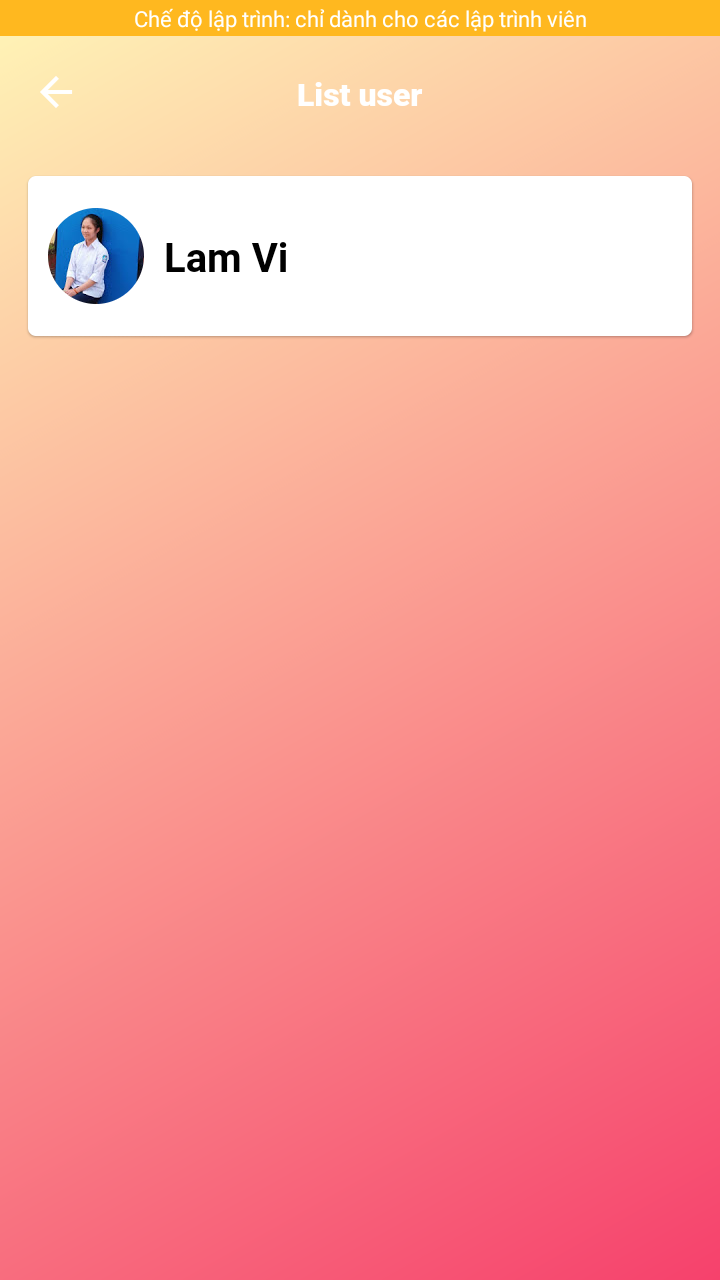 Chế độ lập trình: chỉ dành cho các lập trình viên
List user
Lam Vi